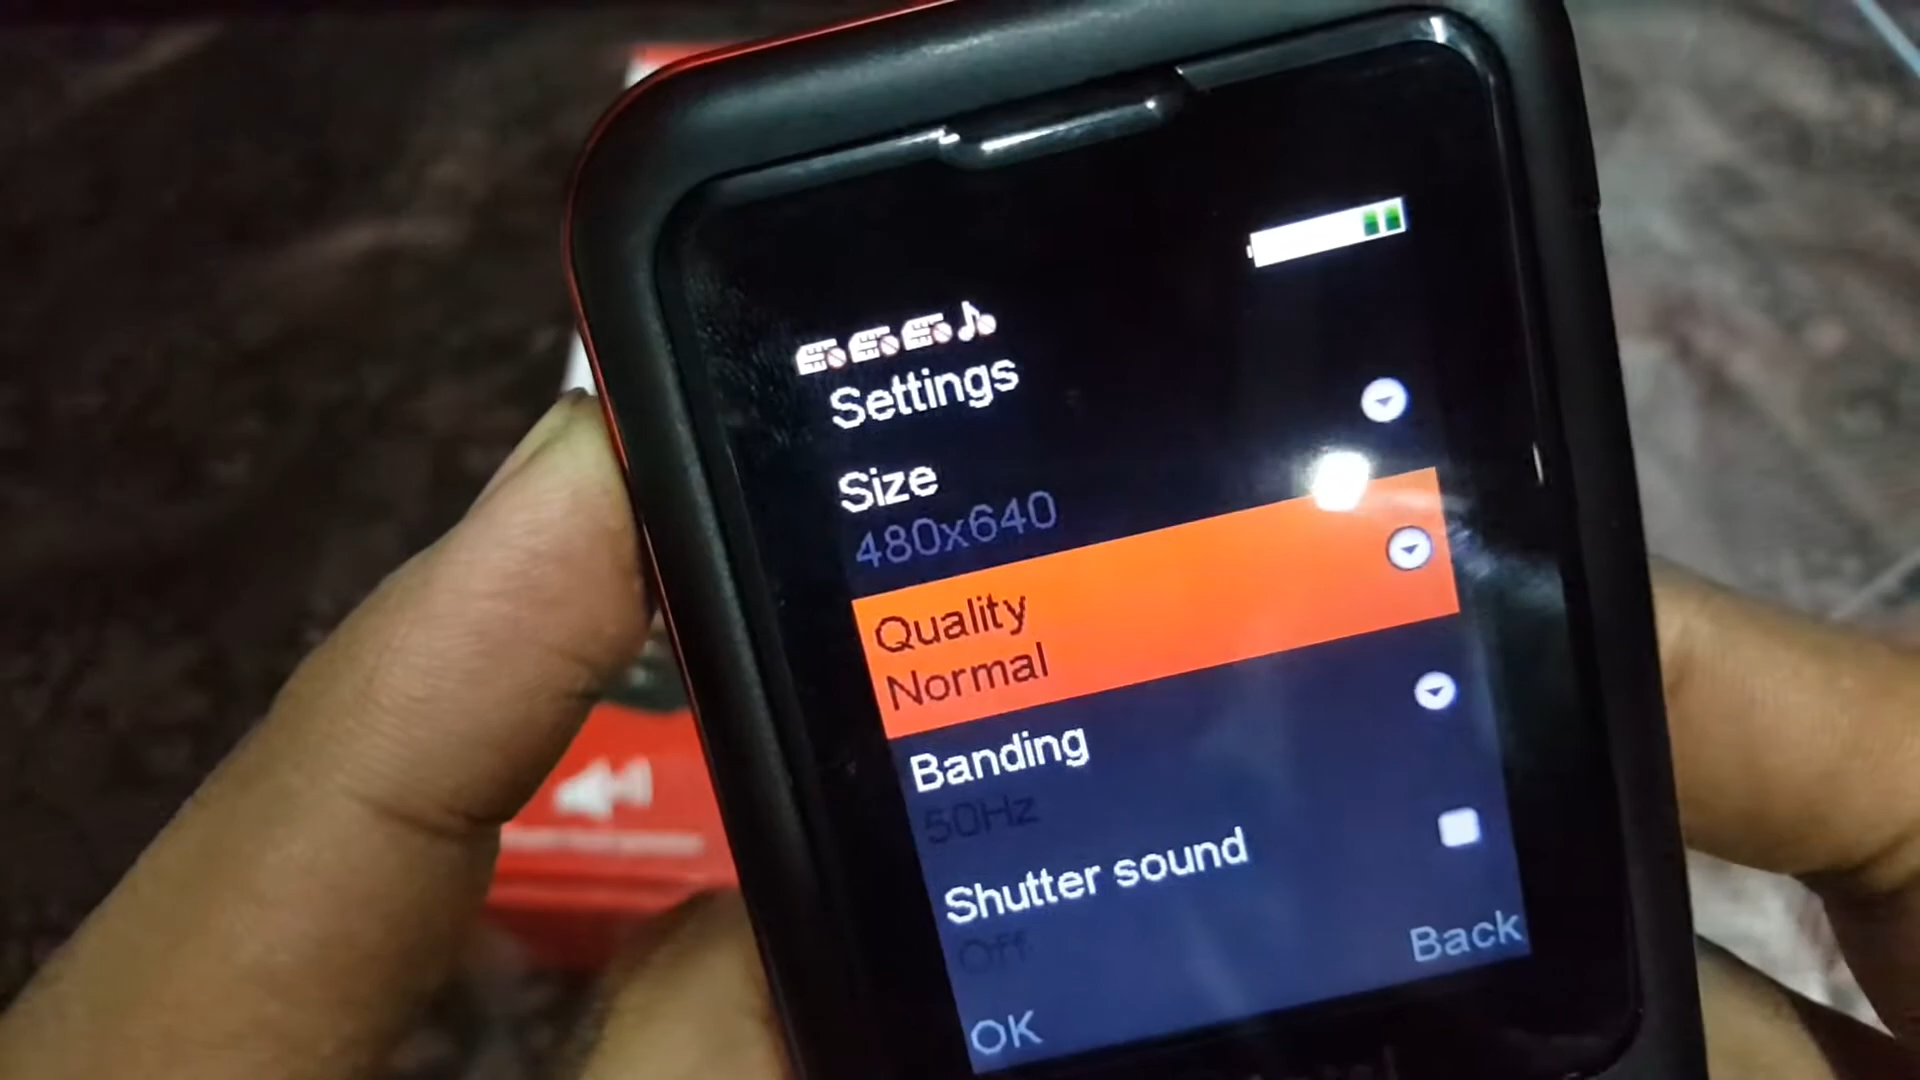 Settings
Size
480x640
Quality
Normal
Banding
50Hz
Shutter sound
Off
OK
Back